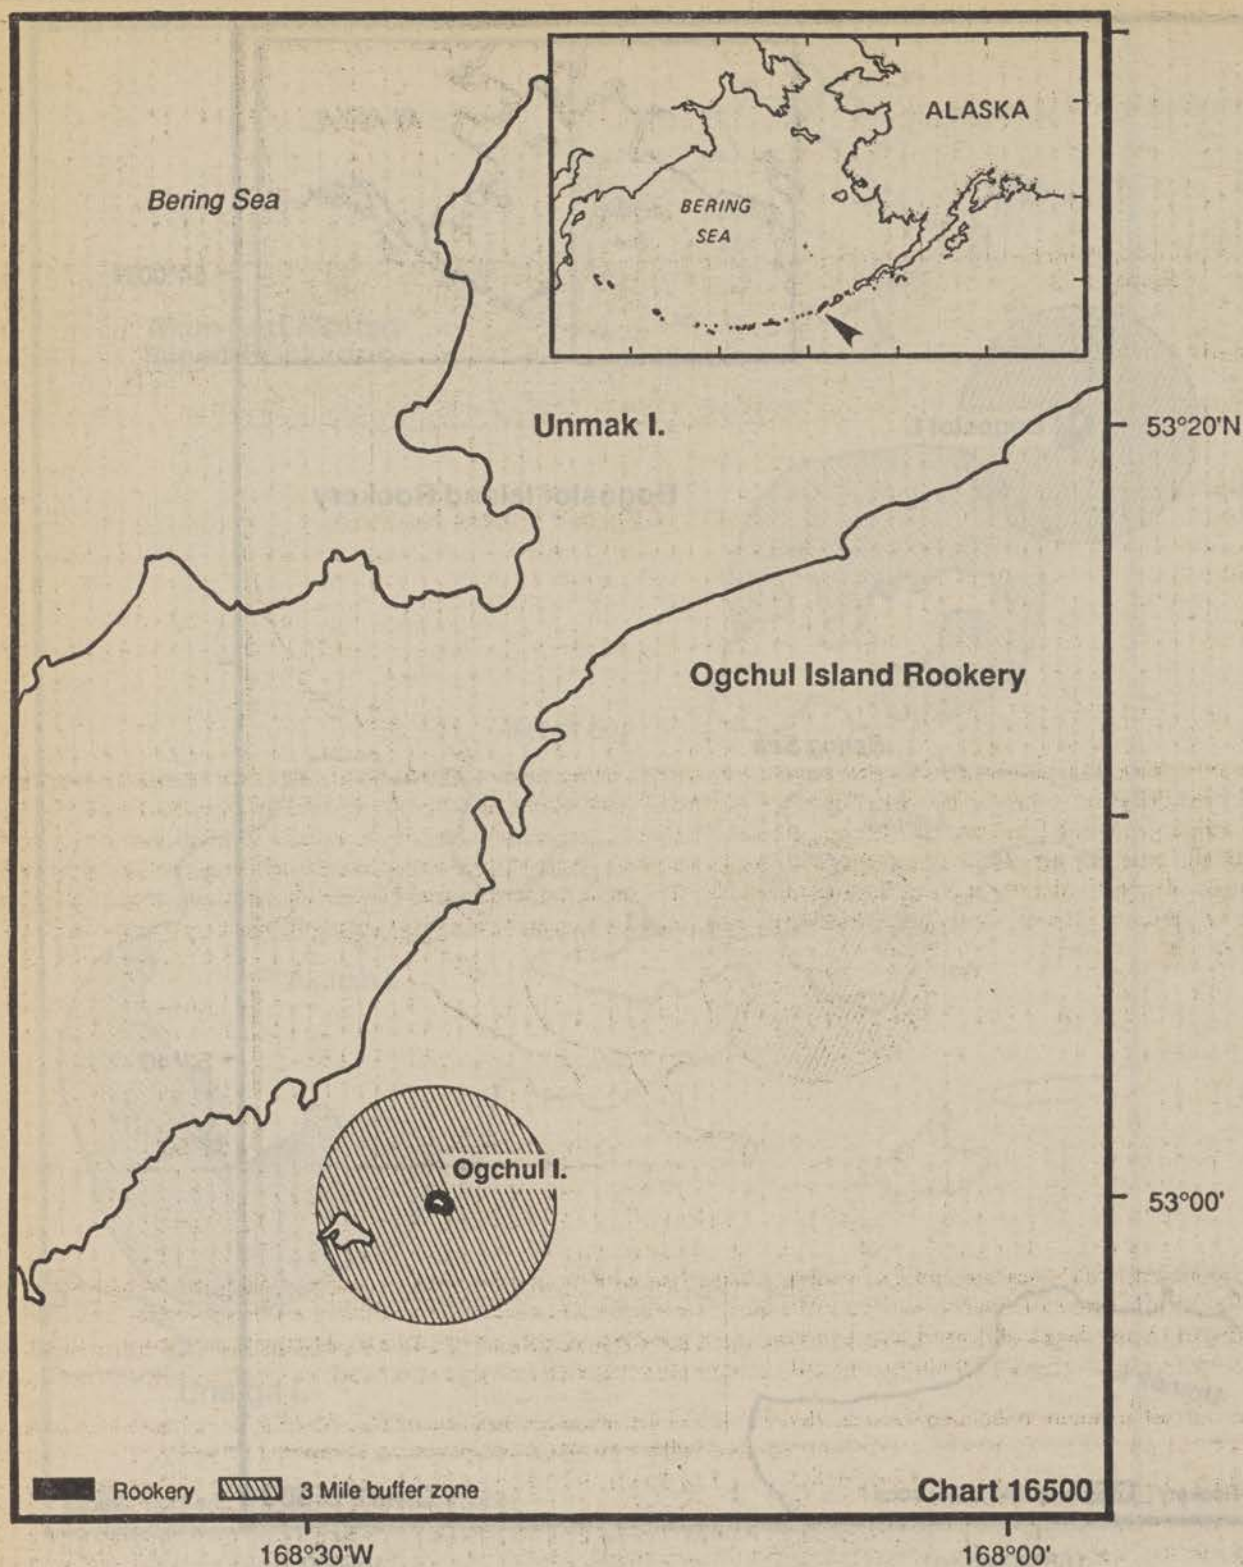 ALASKA
Bering Sea
BERING
SEA
Unmak I.
53°20'N
Ogchul Island Rookery
Ogchul I.
53°00'
Rookery
3 Mile buffer zone
Chart 16500
168°30'W
168°00'